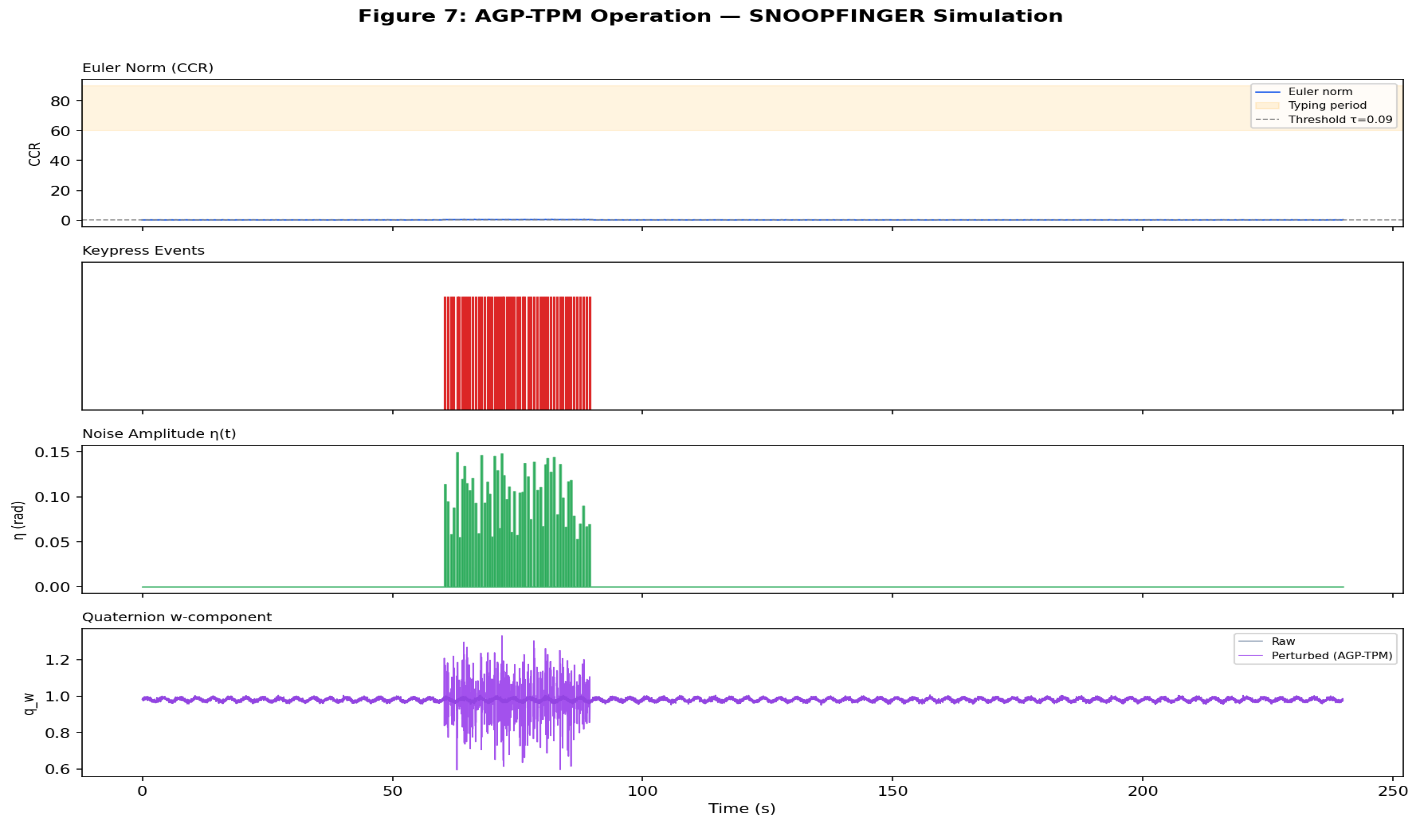 Figure 7: AGP-TPM Operation — SNOOPFINGER Simulation
Euler Norm (CCR)
CCR
80
60
40
20
0
Euler norm
Typing period
Threshold τ=0.09
Keypress Events
Noise Amplitude η(t)
η (rad)
0.15
0.10
0.05
0.00
Quaternion w-component
q_w
1.2
1.0
0.8
0.6
Raw
Perturbed (AGP-TPM)
0 50 100 150 200 250
Time (s)